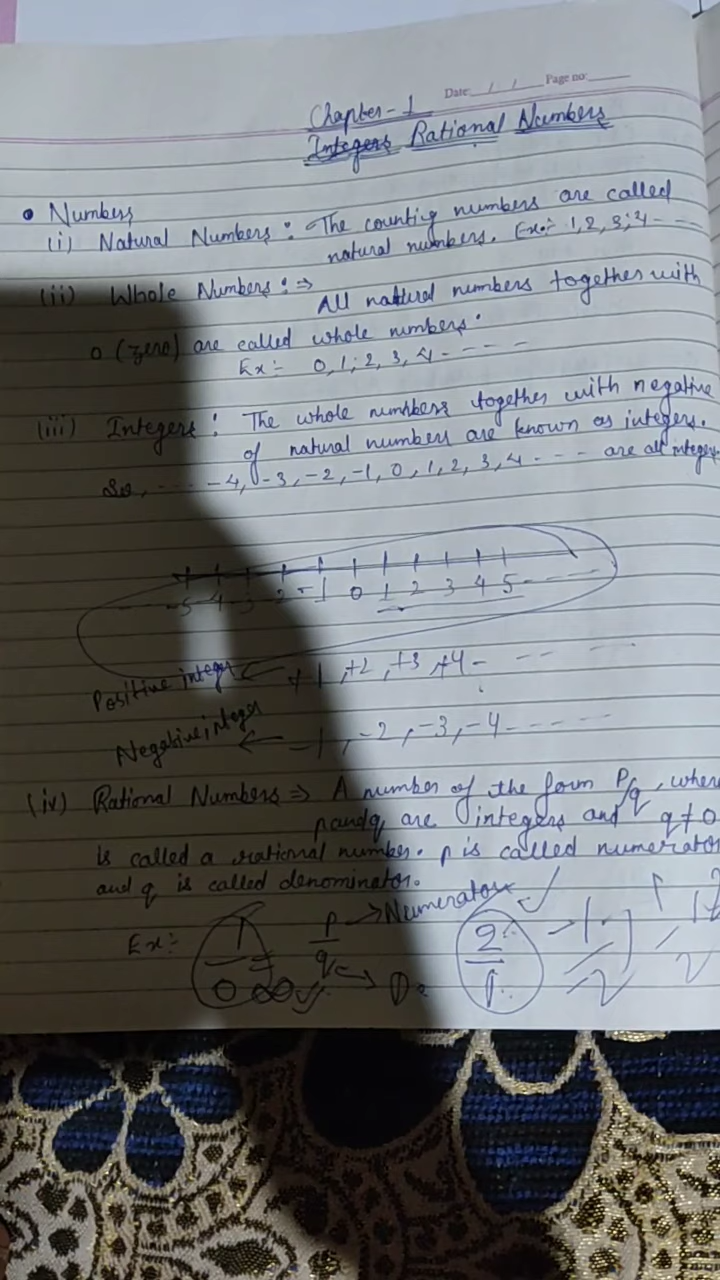 Date: / / Page no:
Chapter - 1
Integers Rational Numbers
• Numbers
(i) Natural Numbers : The counting numbers are called
natural numbers. Ex:- 1, 2, 3, 4 - - -
(ii) Whole Numbers : ⇒
All natural numbers together with
0 (zero) are called whole numbers.
Ex:- 0, 1, 2, 3, 4 - - - -
(iii) Integers : The whole numbers together with negative
of natural numbers are known as integers.
So, - - - - -4, -3, -2, -1, 0, 1, 2, 3, 4 - - - are all integers.
-5 -4 -3 -2 -1 0 1 2 3 4 5 - - - -
Positive integer ← +1, +2, +3, +4 - - - -
Negative integer ← -1, -2, -3, -4 - - - - -
(iv) Rational Numbers ⇒ A number of the form P/q, where
p and q are integers and q ≠ 0
is called a rational number. p is called numerator
and q is called denominator.
Ex:- 1/0 = ∞ p/q → Numerator 2/1